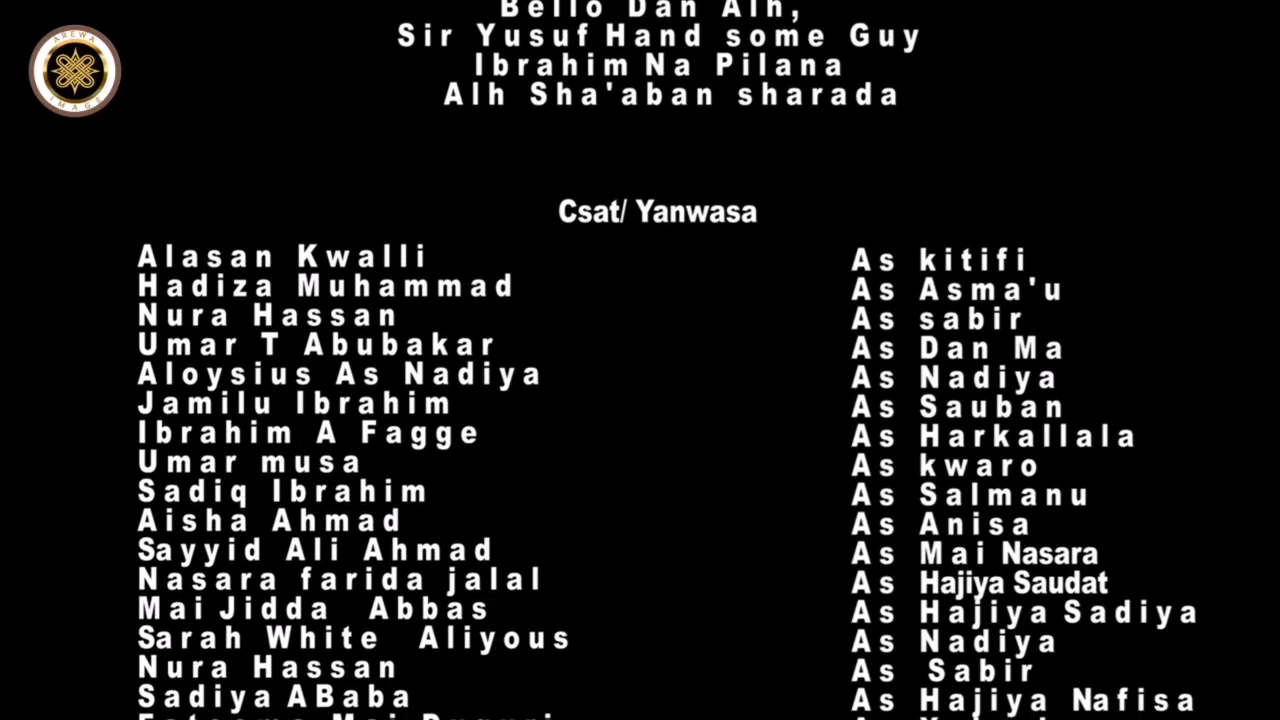 AREWA
IMAGE
Bello Dan Alh,
Sir Yusuf Hand some Guy
Ibrahim Na Pilana
Alh Sha'aban sharada
Csat/ Yanwasa
Alasan Kwalli As kitifi
Hadiza Muhammad As Asma'u
Nura Hassan As sabir
Umar T Abubakar As Dan Ma
Aloysius As Nadiya As Nadiya
Jamilu Ibrahim As Sauban
Ibrahim A Fagge As Harkallala
Umar musa As kwaro
Sadiq Ibrahim As Salmanu
Aisha Ahmad As Anisa
Sayyid Ali Ahmad As Mai Nasara
Nasara farida jalal As Hajiya Saudat
Mai Jidda Abbas As Hajiya Sadiya
Sarah White Aliyous As Nadiya
Nura Hassan As Sabir
Sadiya ABaba As Hajiya Nafisa